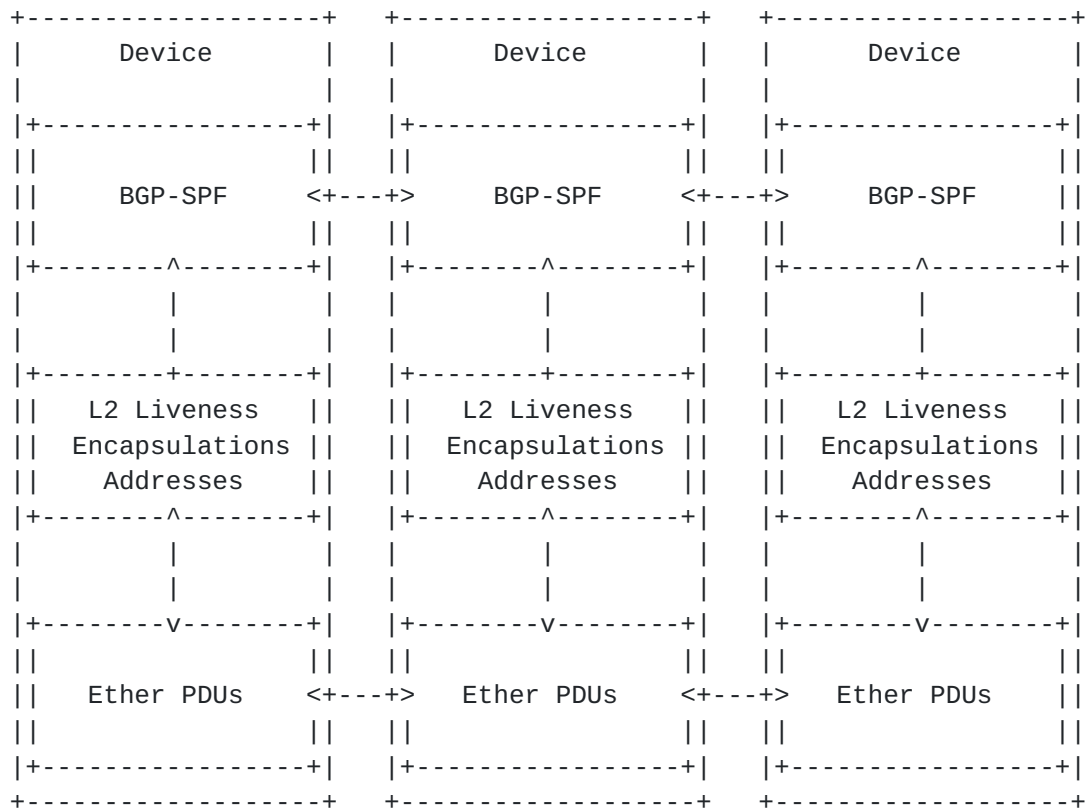 Device Device Device
BGP-SPF <+---+> BGP-SPF <+---+> BGP-SPF
L2 Liveness L2 Liveness L2 Liveness
Encapsulations Encapsulations Encapsulations
Addresses Addresses Addresses
Ether PDUs <+---+> Ether PDUs <+---+> Ether PDUs